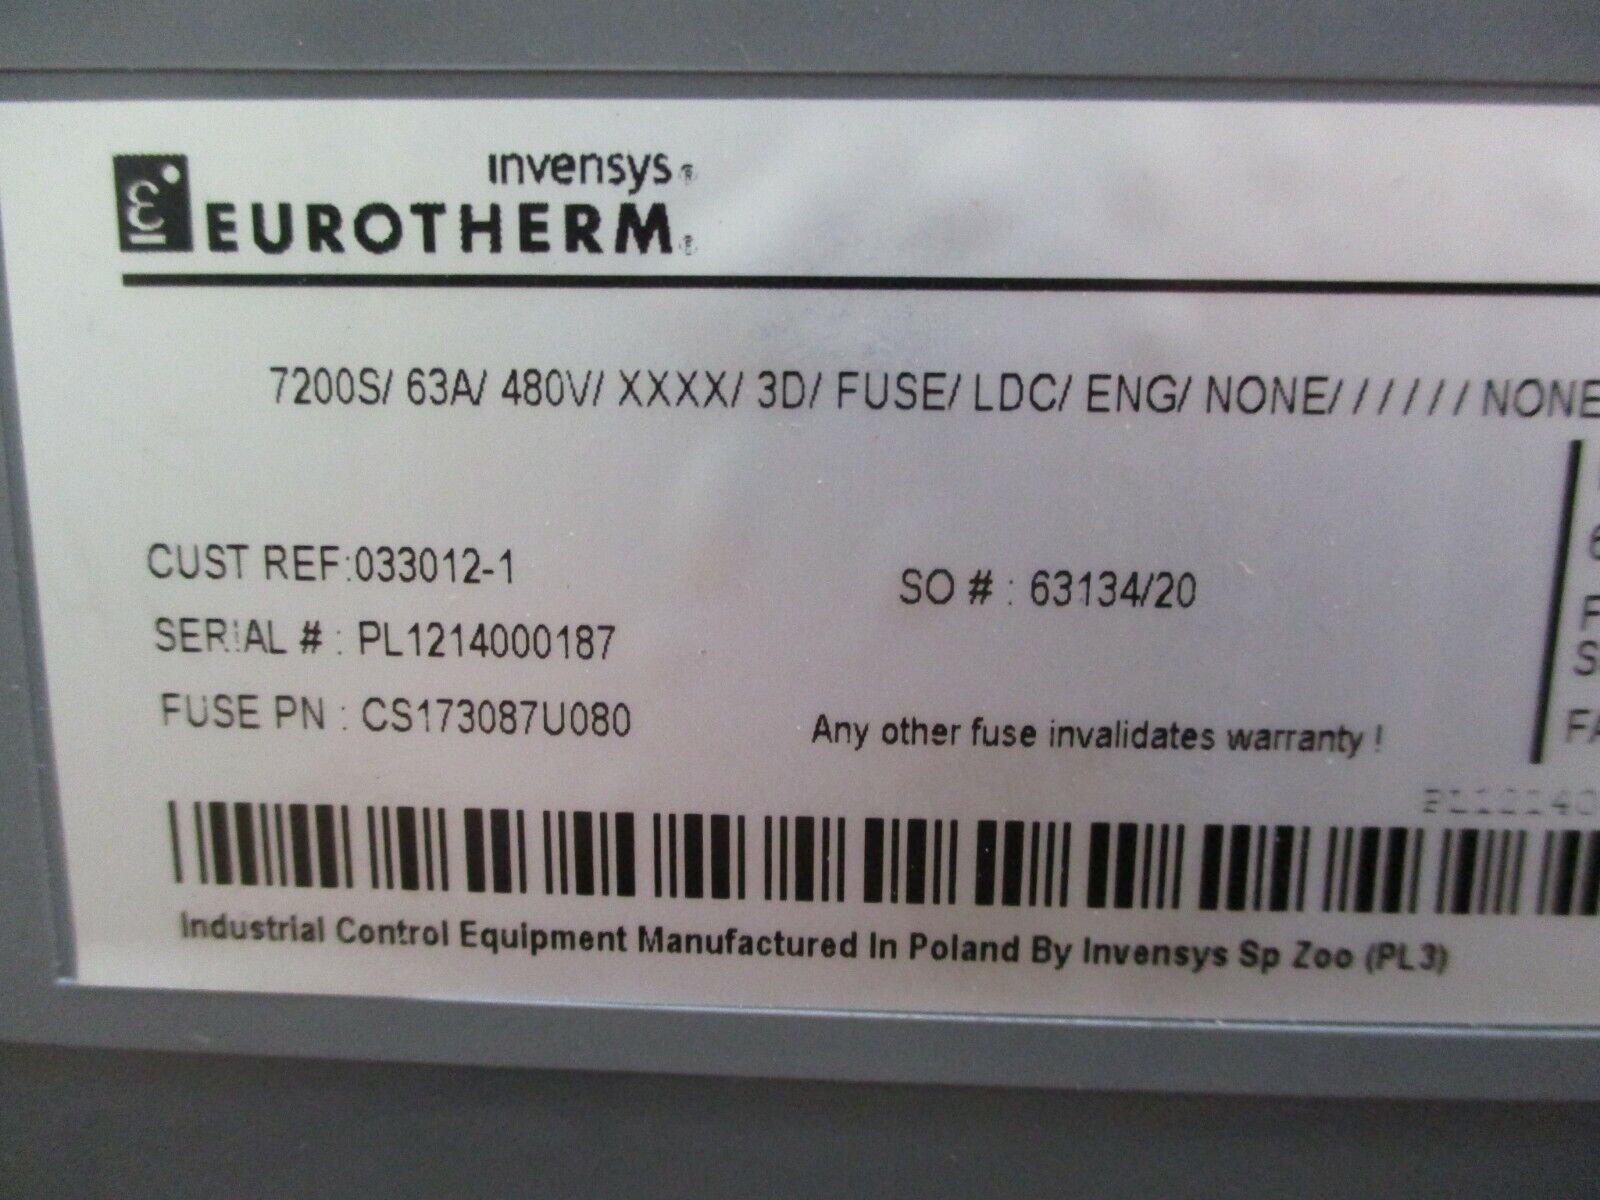 invensys®
EUROTHERM®
7200S/ 63A/ 480V/ XXXX/ 3D/ FUSE/ LDC/ ENG/ NONE/ / / / / / NONE
CUST REF:033012-1
SO # : 63134/20
SERIAL # : PL1214000187
FUSE PN : CS173087U080
Any other fuse invalidates warranty !
Industrial Control Equipment Manufactured In Poland By Invensys Sp Zoo (PL3)